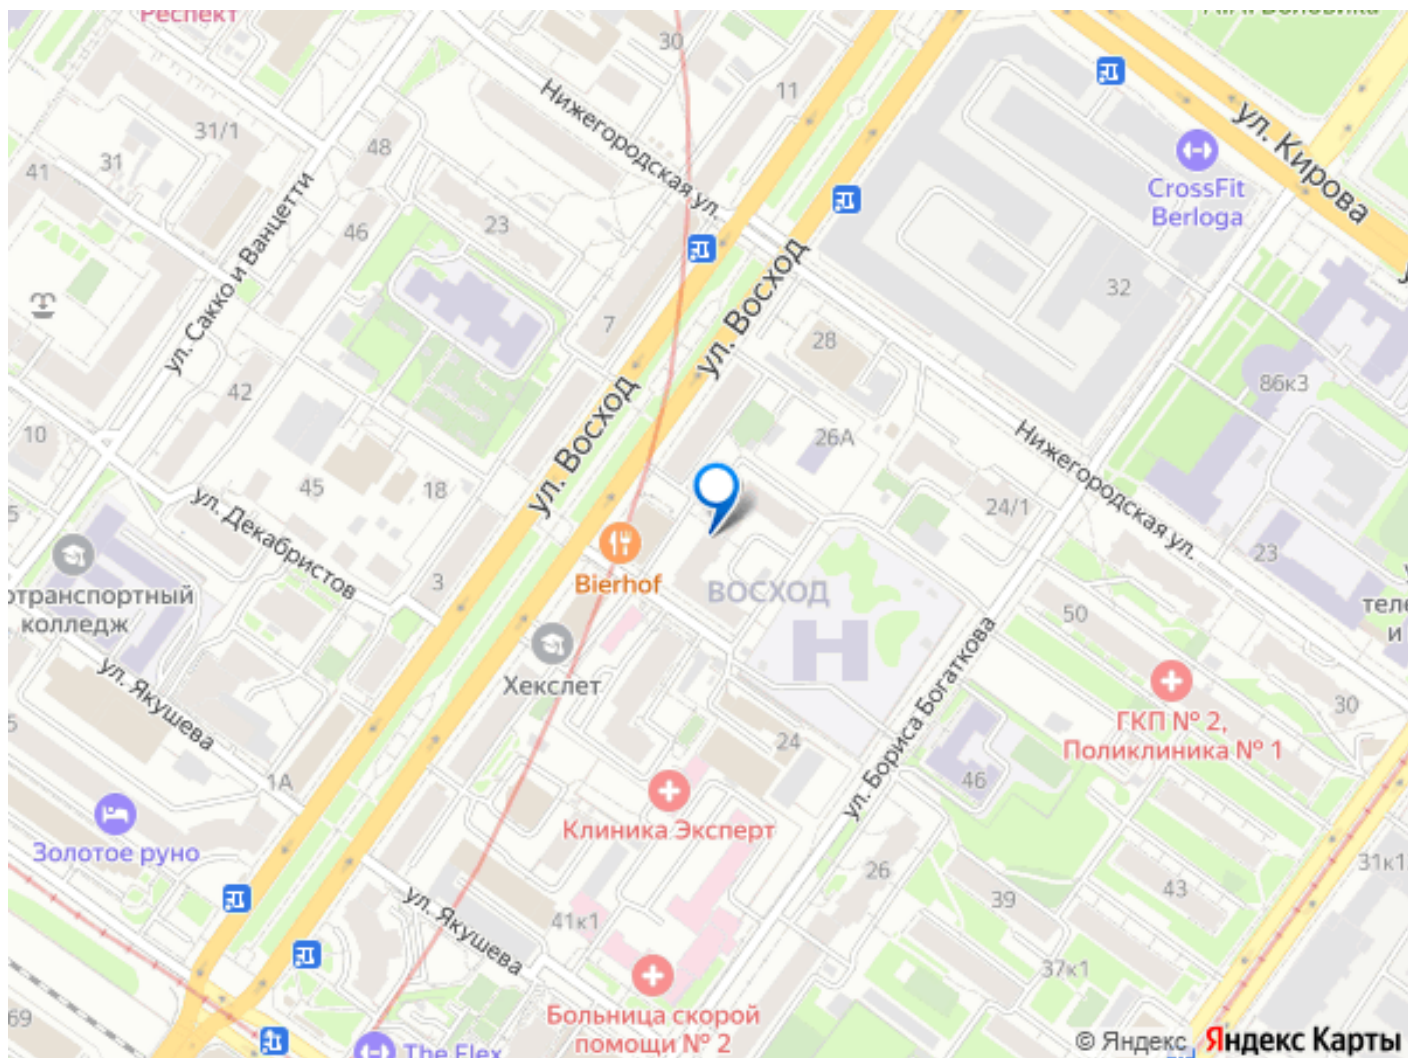 Респект
30
11
Нижегородская ул.
ул. Кирова
31/1
48
31
41
CrossFit
Berloga
46
23
ул. Сакко и Ванцетти
ул. Восход
32
7
28
42
86к3
10
26А
ул. Восход
45
18
Нижегородская ул.
24/1
ул. Декабристов
23
3
Bierhof
ВОСХОД
отранспортный
колледж
50
теле
и
Хекслет
ул. Якушева
ул. Бориса Богаткова
ГКП № 2,
Поликлиника № 1
30
24
46
1А
Клиника Эксперт
Золотое руно
31к1
26
43
39
41к1
ул. Якушева
37к1
69
Больница скорой
помощи № 2
The Flex
© Яндекс Яндекс Карты